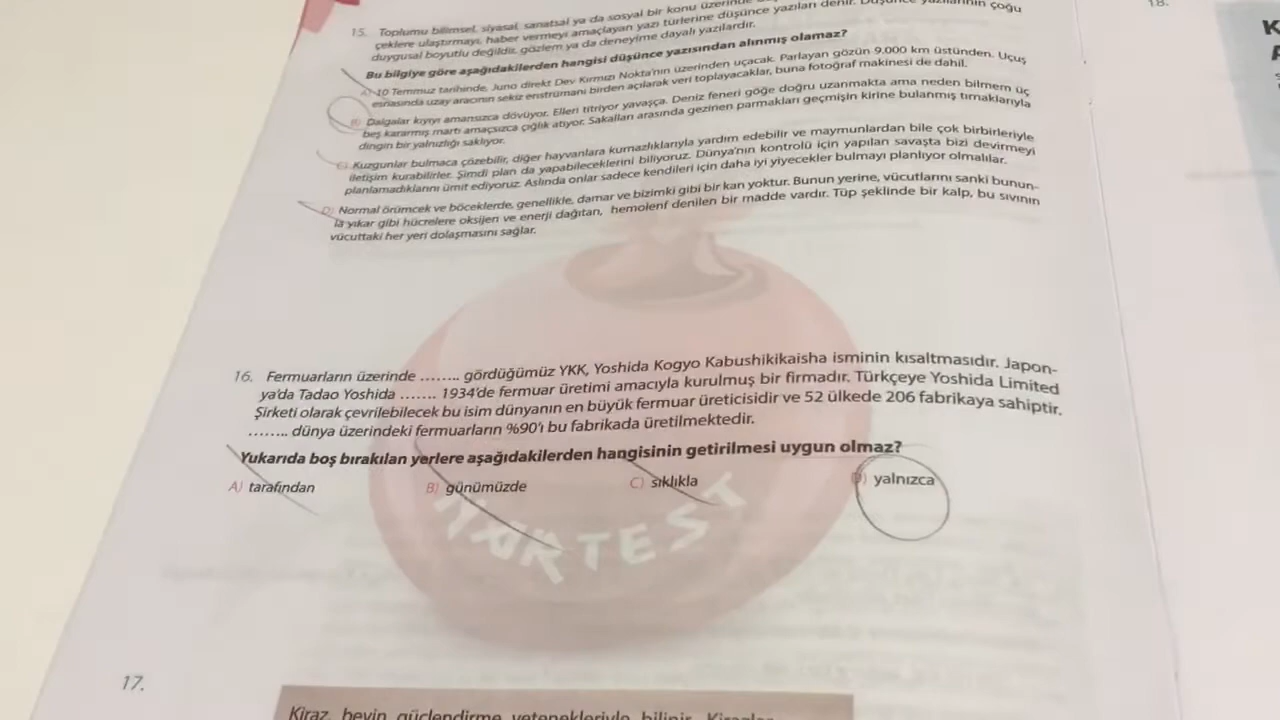 15. Toplumu bilimsel, siyasal, sanatsal ya da sosyal bir konu üzerinde
çeklere ulaştırmayı, haber vermeyi amaçlayan yazı türlerine düşünce yazıları denir. Düşünce yazılarının çoğu
duygusal boyutlu değildir, gözlem ya da deneyime dayalı yazılardır.
Bu bilgiye göre aşağıdakilerden hangisi düşünce yazısından alınmış olamaz?
A) 10 Temmuz tarihinde, Juno direkt Dev Kırmızı Nokta'nın üzerinden uçacak. Parlayan gözün 9.000 km üstünden. Uçuş
esnasında uzay aracının sekiz enstrümanı birden açılarak veri toplayacaklar, buna fotoğraf makinesi de dahil.
B) Dalgalar kıyıyı amansızca dövüyor. Elleri titriyor yavaşça. Deniz feneri göğe doğru uzanmakta ama neden bilmem üç
beş kararmış martı amaçsızca çığlık atıyor. Sakalları arasında gezinen parmakları geçmişin kirine bulanmış tırnaklarıyla
dingin bir yalnızlığı saklıyor.
C) Kuzgunlar bulmaca çözebilir, diğer hayvanlara kurnazlıklarıyla yardım edebilir ve maymunlardan bile çok birbirleriyle
iletişim kurabilirler. Şimdi plan da yapabileceklerini biliyoruz. Dünya'nın kontrolü için yapılan savaşta bizi devirmeyi
planlamadıklarını ümit ediyoruz. Aslında onlar sadece kendileri için daha iyi yiyecekler bulmayı planlıyor olmalılar.
D) Normal örümcek ve böceklerde, genellikle, damar ve bizimki gibi bir kan yoktur. Bunun yerine, vücutlarını sanki bunun-
la yıkar gibi hücrelere oksijen ve enerji dağıtan, hemolenf denilen bir madde vardır. Tüp şeklinde bir kalp, bu sıvının
vücuttaki her yeri dolaşmasını sağlar.
16. Fermuarların üzerinde ........ gördüğümüz YKK, Yoshida Kogyo Kabushikikaisha isminin kısaltmasıdır. Japon-
ya'da Tadao Yoshida ....... 1934'de fermuar üretimi amacıyla kurulmuş bir firmadır. Türkçeye Yoshida Limited
Şirketi olarak çevrilebilecek bu isim dünyanın en büyük fermuar üreticisidir ve 52 ülkede 206 fabrikaya sahiptir.
........ dünya üzerindeki fermuarların %90'ı bu fabrikada üretilmektedir.
Yukarıda boş bırakılan yerlere aşağıdakilerden hangisinin getirilmesi uygun olmaz?
A) tarafından B) günümüzde C) sıklıkla D) yalnızca
KARTEST
17.
Kiraz, beyin güçlendirme yetenekleriyle bilinir.
18.
K